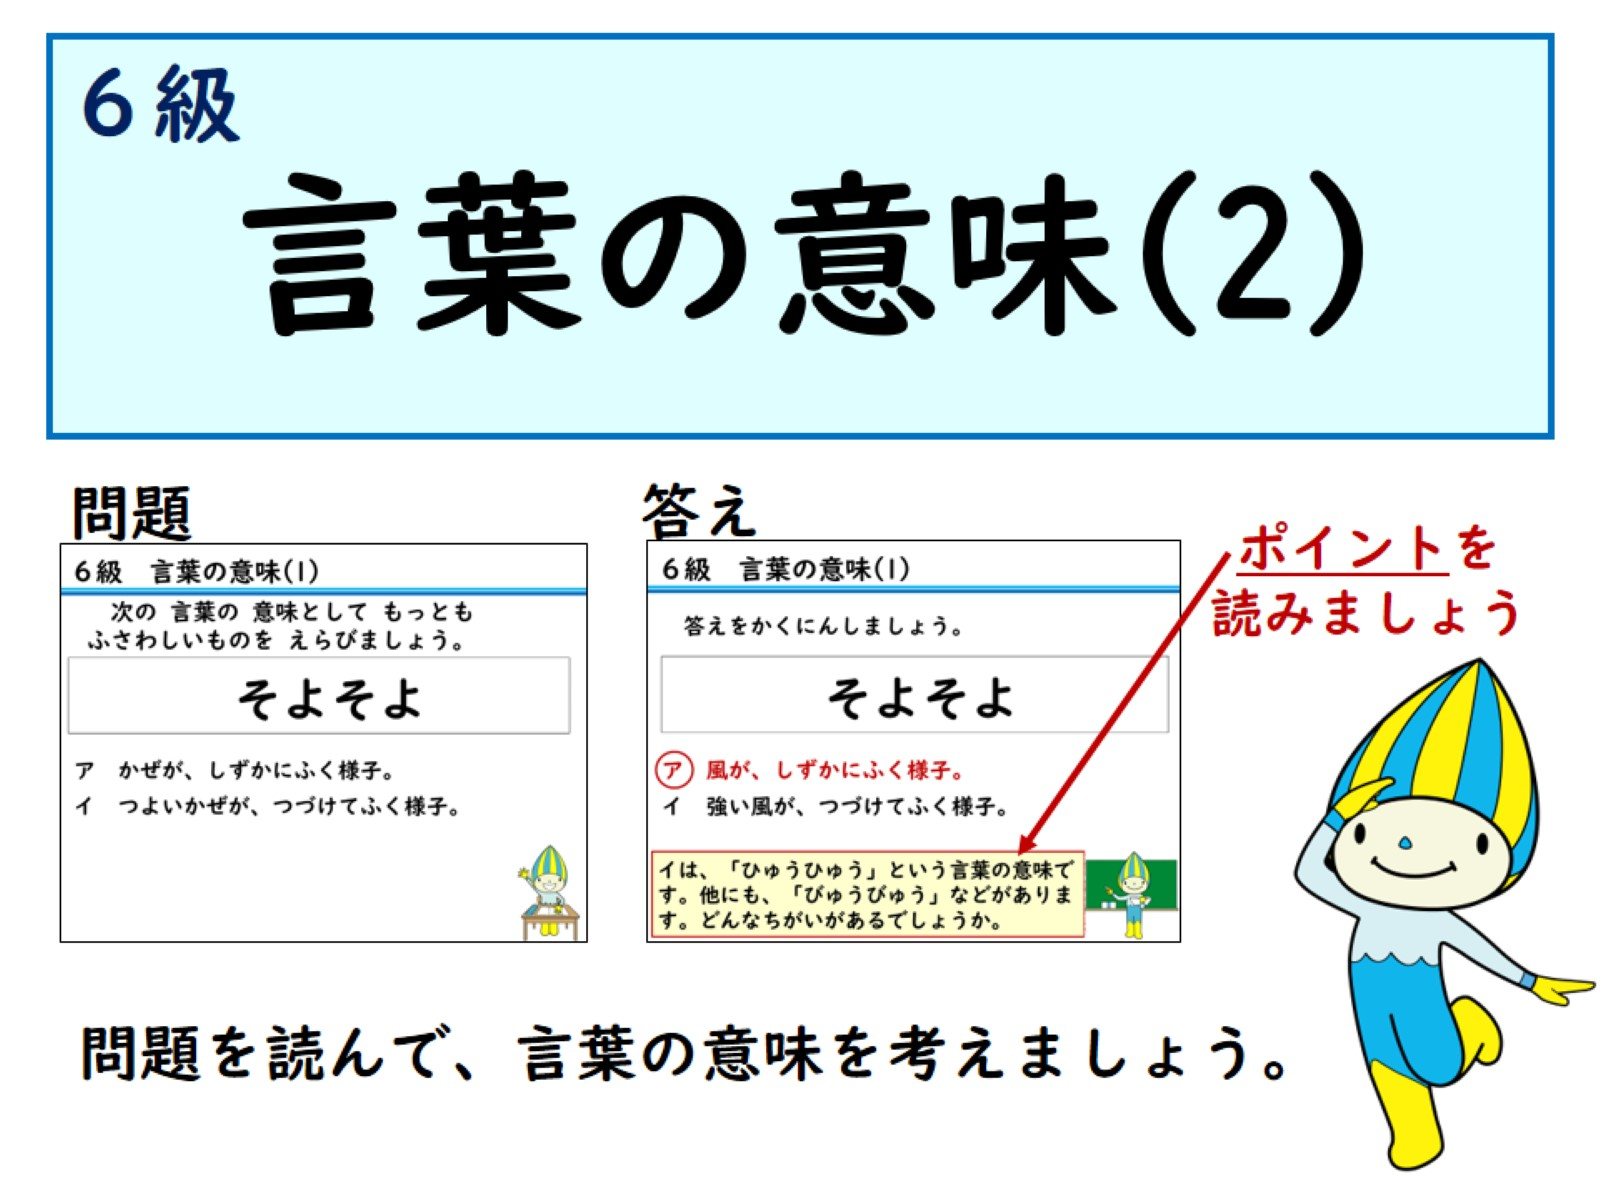 6級
言葉の意味(2)
問題
6級　言葉の意味(1)
次の 言葉の 意味として もっとも
ふさわしいものを えらびましょう。
そよそよ
ア　かぜが、しずかにふく様子。
イ　つよいかぜが、つづけてふく様子。
答え
6級　言葉の意味(1)
答えをかくにんしましょう。
そよそよ
ア　風が、しずかにふく様子。
イ　強い風が、つづけてふく様子。
イは、「ひゅうひゅう」という言葉の意味で
す。他にも、「びゅうびゅう」などがありま
す。どんなちがいがあるでしょうか。
ポイントを
読みましょう
問題を読んで、言葉の意味を考えましょう。